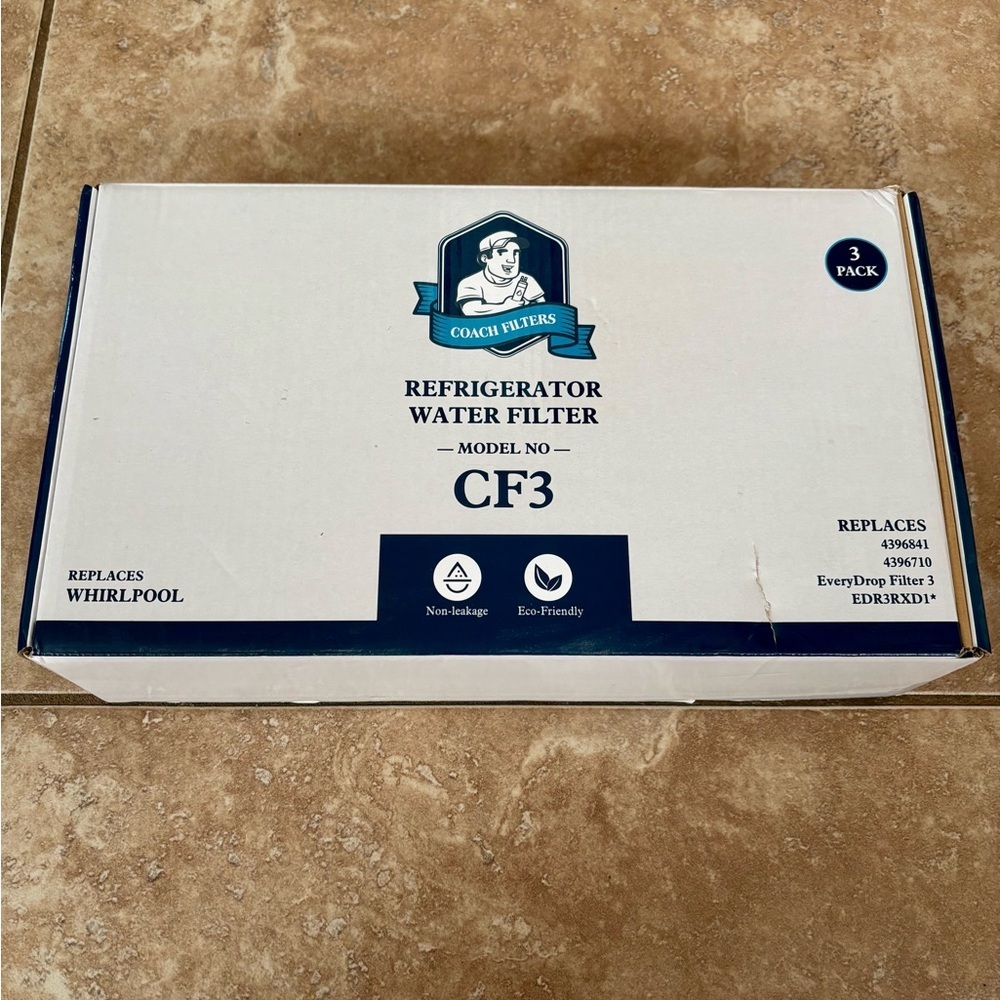 COACH FILTERS
3
PACK
REFRIGERATOR
WATER FILTER
— MODEL NO —
CF3
REPLACES
WHIRLPOOL
Non-leakage
Eco-Friendly
REPLACES
4396841
4396710
EveryDrop Filter 3
EDR3RXD1*